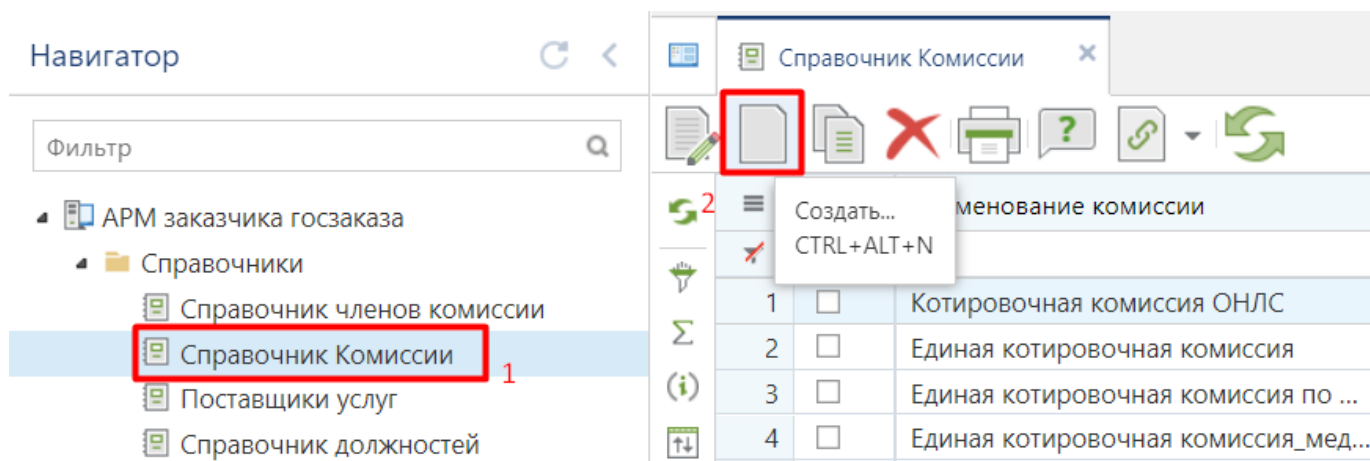 Навигатор
Справочник Комиссии
Фильтр
2
Создать...
CTRL+ALT+N
менование комиссии
АРМ заказчика госзаказа
Справочники
1 Котировочная комиссия ОНЛС
Справочник членов комиссии
2 Единая котировочная комиссия
Справочник Комиссии
1
3 Единая котировочная комиссия по ...
Поставщики услуг
4 Единая котировочная комиссия_мед...
Справочник должностей